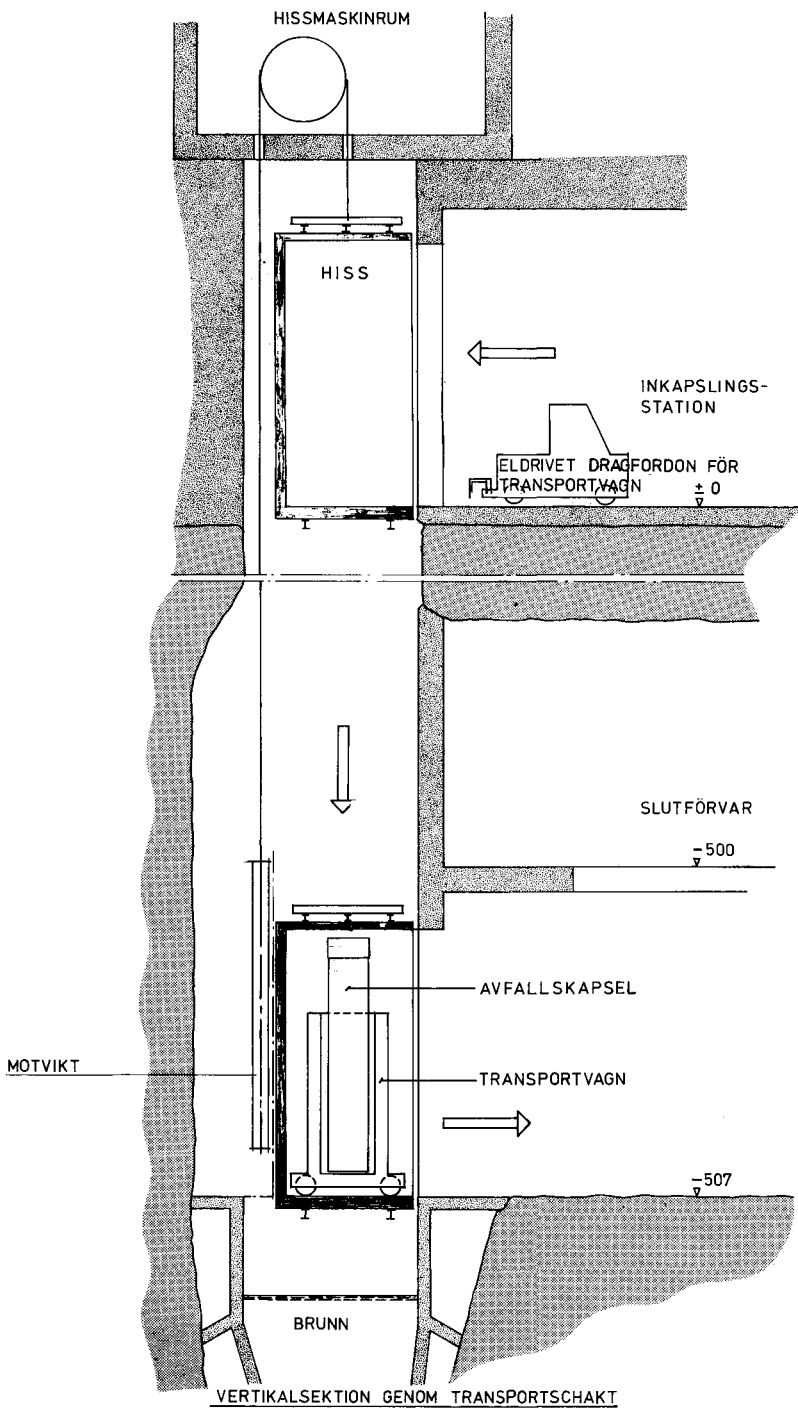 HISSMASKINRUM
HISS
INKAPSLINGS-
STATION
ELDRIVET DRAGFORDON FÖR
TRANSPORTVAGN
± 0
SLUTFÖRVAR
-500
AVFALLSKAPSEL
MOTVIKT
TRANSPORTVAGN
-507
BRUNN
VERTIKALSEKTION GENOM TRANSPORTSCHAKT